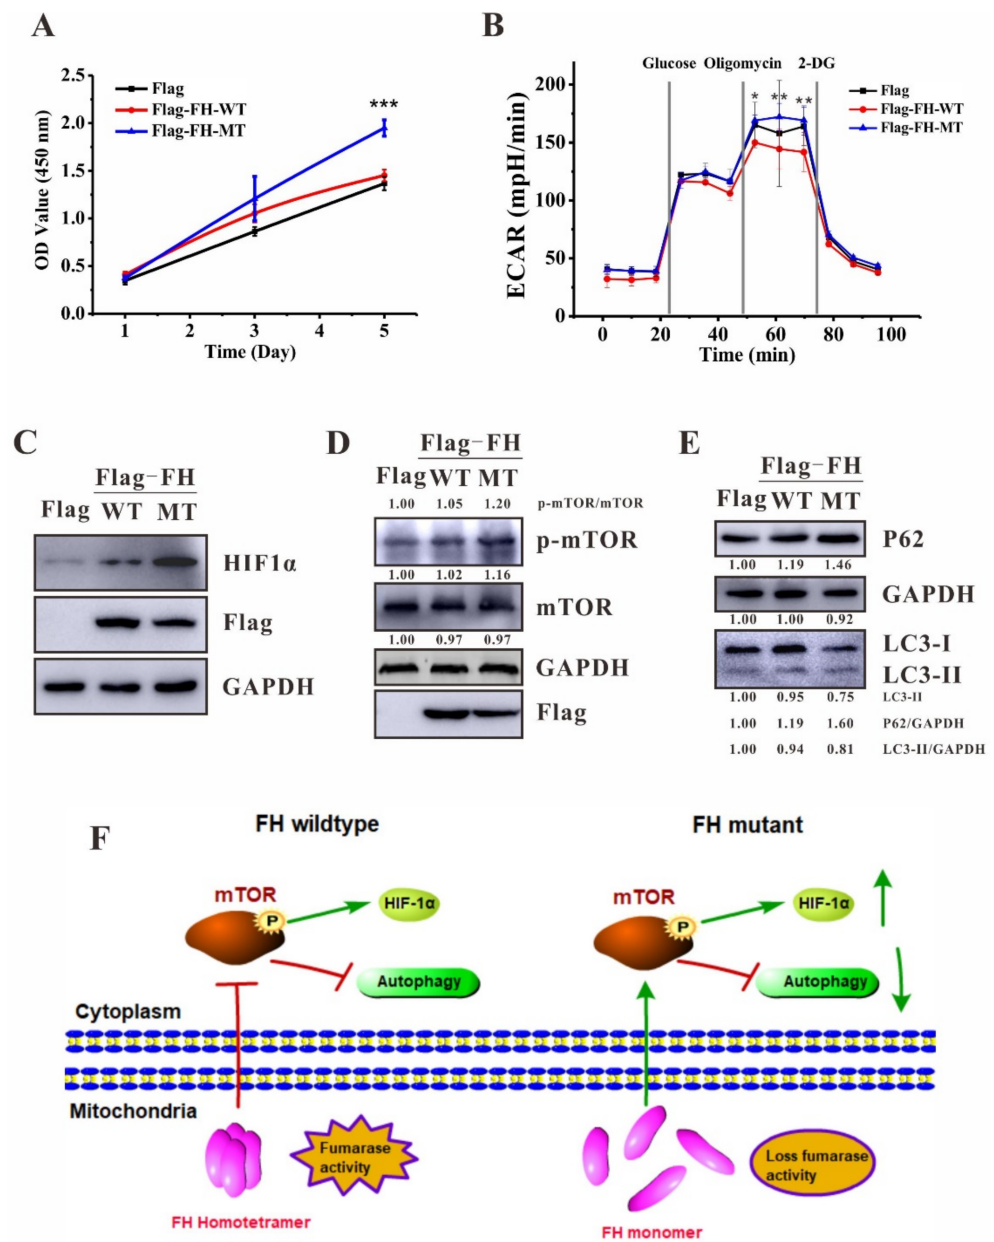 A
OD Value (450 nm)
2.5
2.0
1.5
1.0
0.5
0.0
Flag
Flag-FH-WT
Flag-FH-MT
***
1 2 3 4 5
Time (Day)
B
Glucose Oligomycin 2-DG
ECAR (mpH/min)
200
150
100
50
0
* ** **
Flag
Flag-FH-WT
Flag-FH-MT
0 20 40 60 80 100
Time (min)
C
Flag-FH
Flag WT MT
HIF1α
Flag
GAPDH
D
Flag-FH
Flag WT MT
1.00 1.05 1.20 p-mTOR/mTOR
p-mTOR
1.00 1.02 1.16
mTOR
1.00 0.97 0.97
GAPDH
Flag
E
Flag-FH
Flag WT MT
P62
1.00 1.19 1.46
GAPDH
1.00 1.00 0.92
LC3-I
LC3-II
1.00 0.95 0.75 LC3-II
1.00 1.19 1.60 P62/GAPDH
1.00 0.94 0.81 LC3-II/GAPDH
F
FH wildtype
mTOR
P
HIF-1α
Autophagy
Cytoplasm
Mitochondria
Fumarase
activity
FH Homotetramer
FH mutant
mTOR
P
HIF-1α
Autophagy
Loss fumarase
activity
FH monomer